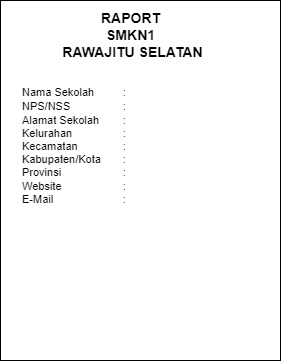 RAPORT
SMKN1
RAWAJITU SELATAN
Nama Sekolah :
NPS/NSS :
Alamat Sekolah :
Kelurahan :
Kecamatan :
Kabupaten/Kota :
Provinsi :
Website :
E-Mail :